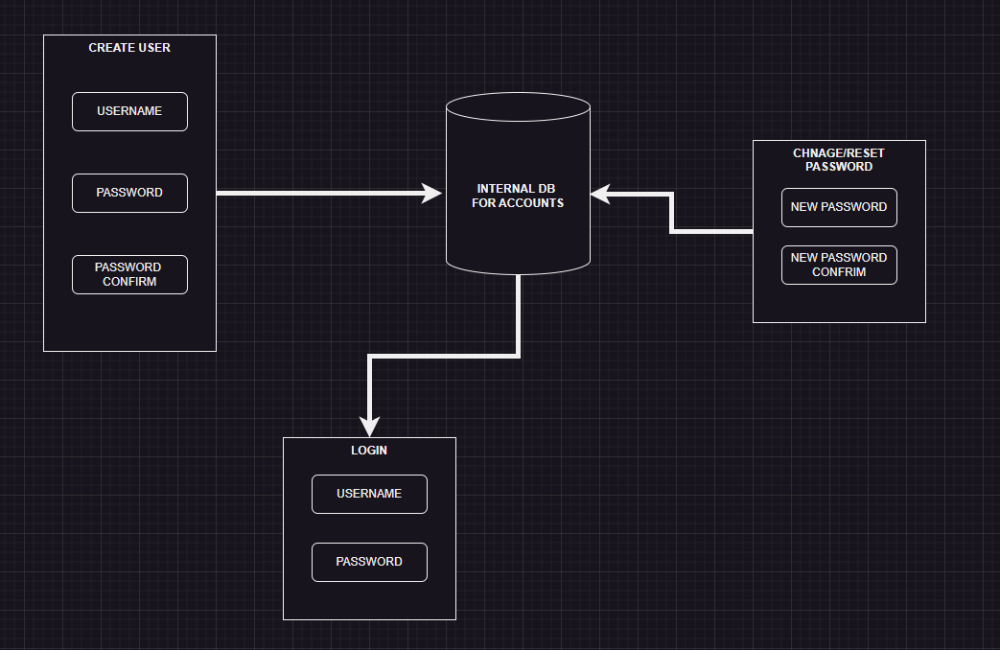 CREATE USER
USERNAME
PASSWORD
PASSWORD
CONFIRM
INTERNAL DB
FOR ACCOUNTS
CHNAGE/RESET
PASSWORD
NEW PASSWORD
NEW PASSWORD
CONFRIM
LOGIN
USERNAME
PASSWORD